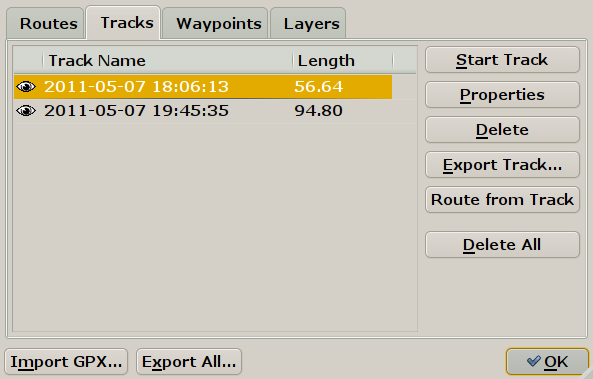 Routes Tracks Waypoints Layers
Track Name Length
2011-05-07 18:06:13 56.64
2011-05-07 19:45:35 94.80
Start Track
Properties
Delete
Export Track...
Route from Track
Delete All
Import GPX... Export All... OK